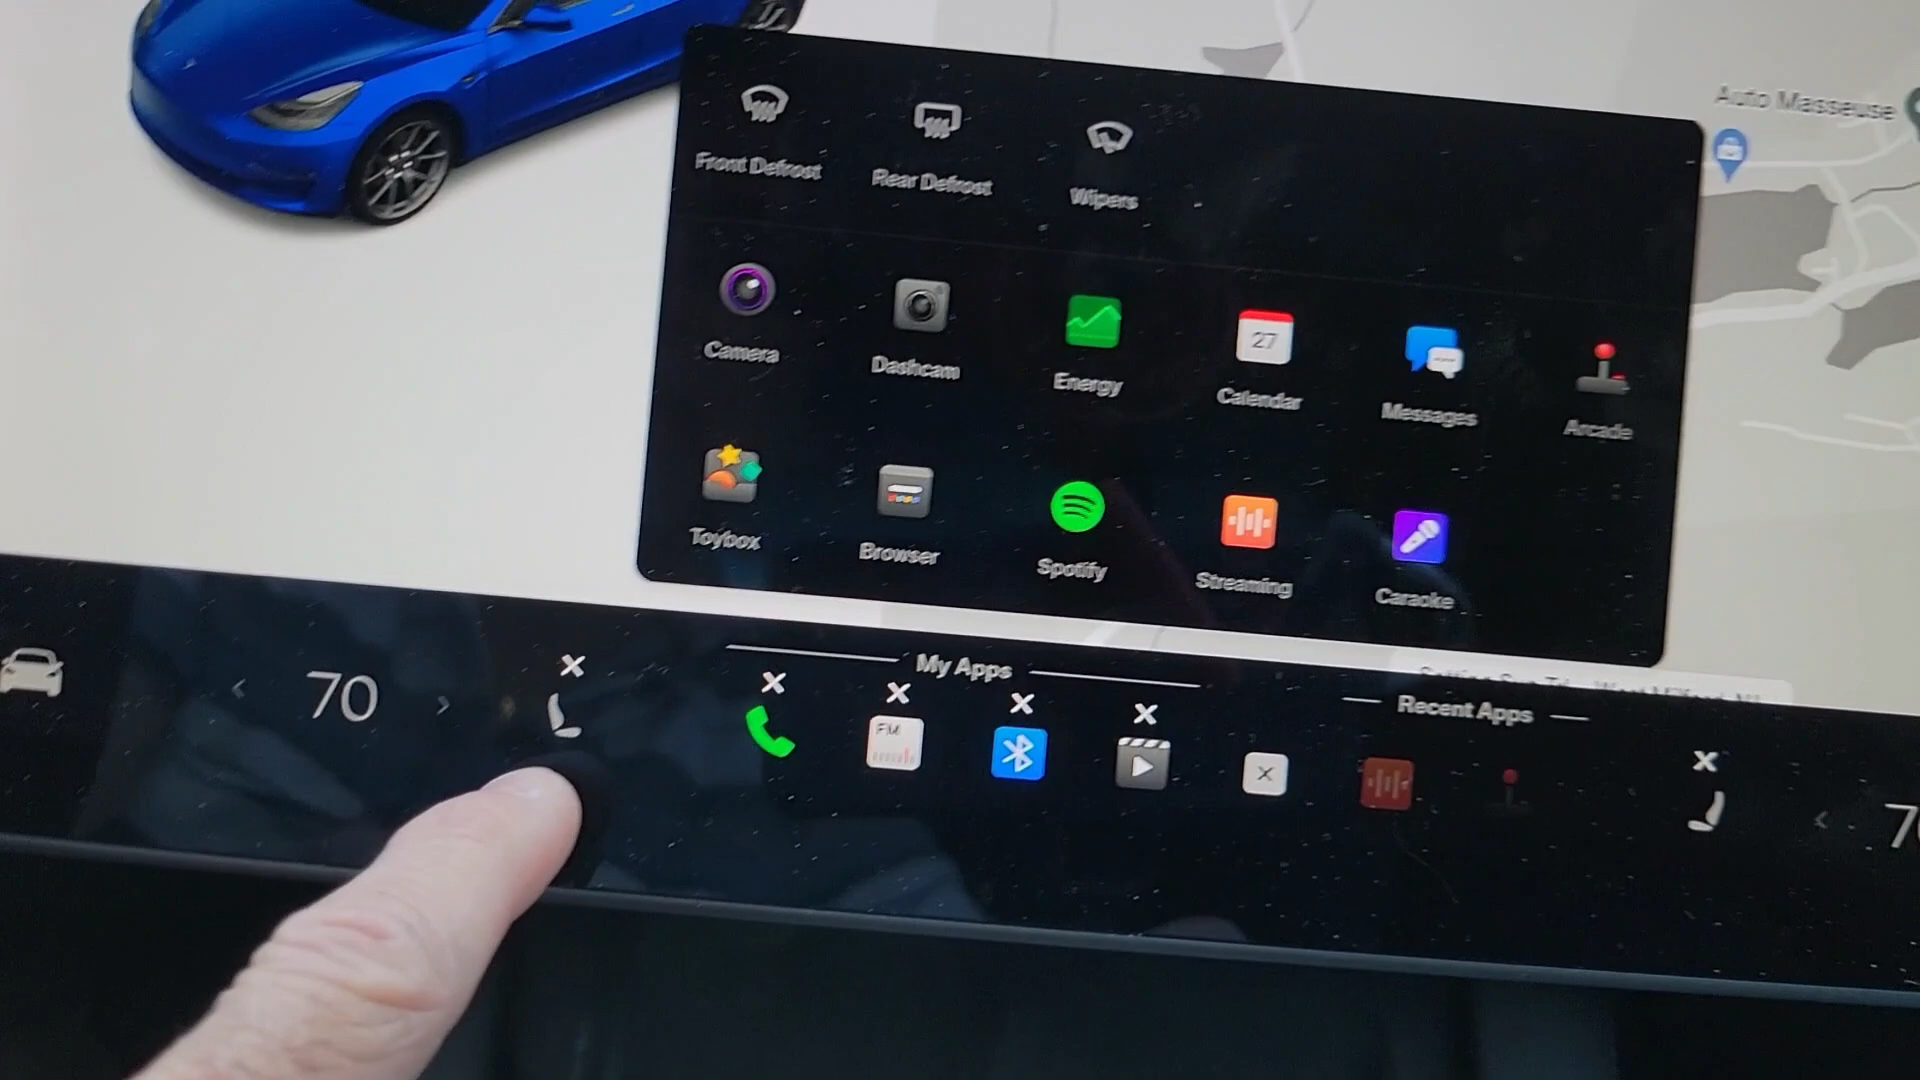 Auto Masseuse
Front Defrost
Rear Defrost
Wipers
Camera
Dashcam
Energy
27
Calendar
Messages
Arcade
Toybox
Browser
Spotify
Streaming
Caraoke
70
My Apps
FM
Recent Apps